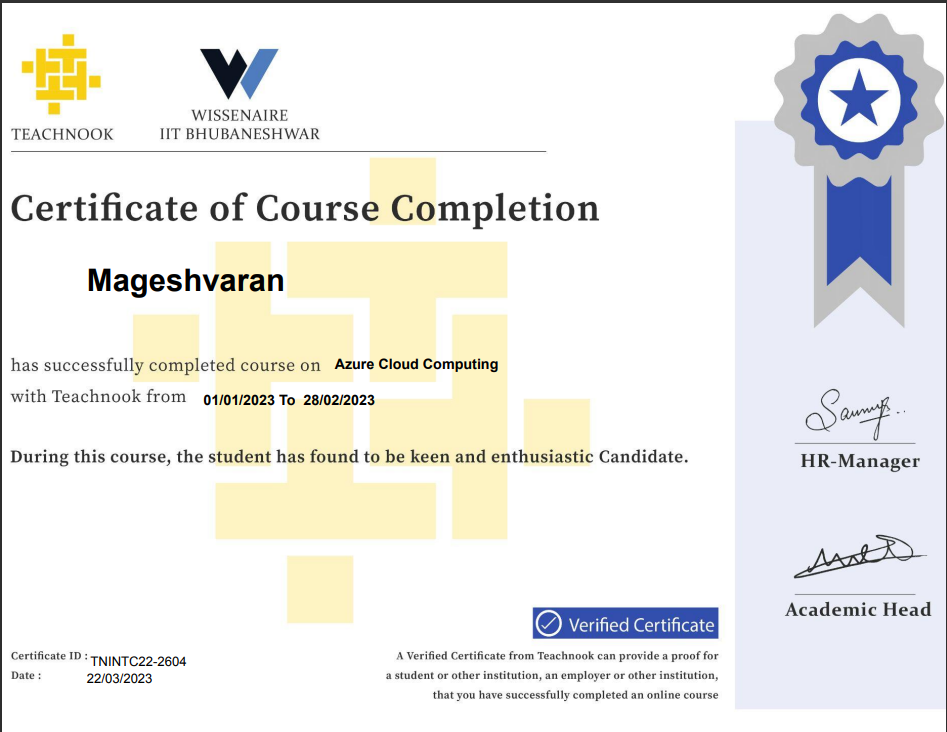 TEACHNOOK
WISSENAIRE
IIT BHUBANESHWAR
Certificate of Course Completion
Mageshvaran
has successfully completed course on Azure Cloud Computing
with Teachnook from 01/01/2023 To 28/02/2023
During this course, the student has found to be keen and enthusiastic Candidate.
HR-Manager
Academic Head
Verified Certificate
Certificate ID : TNINTC22-2604
Date : 22/03/2023
A Verified Certificate from Teachnook can provide a proof for
a student or other institution, an employer or other institution,
that you have successfully completed an online course